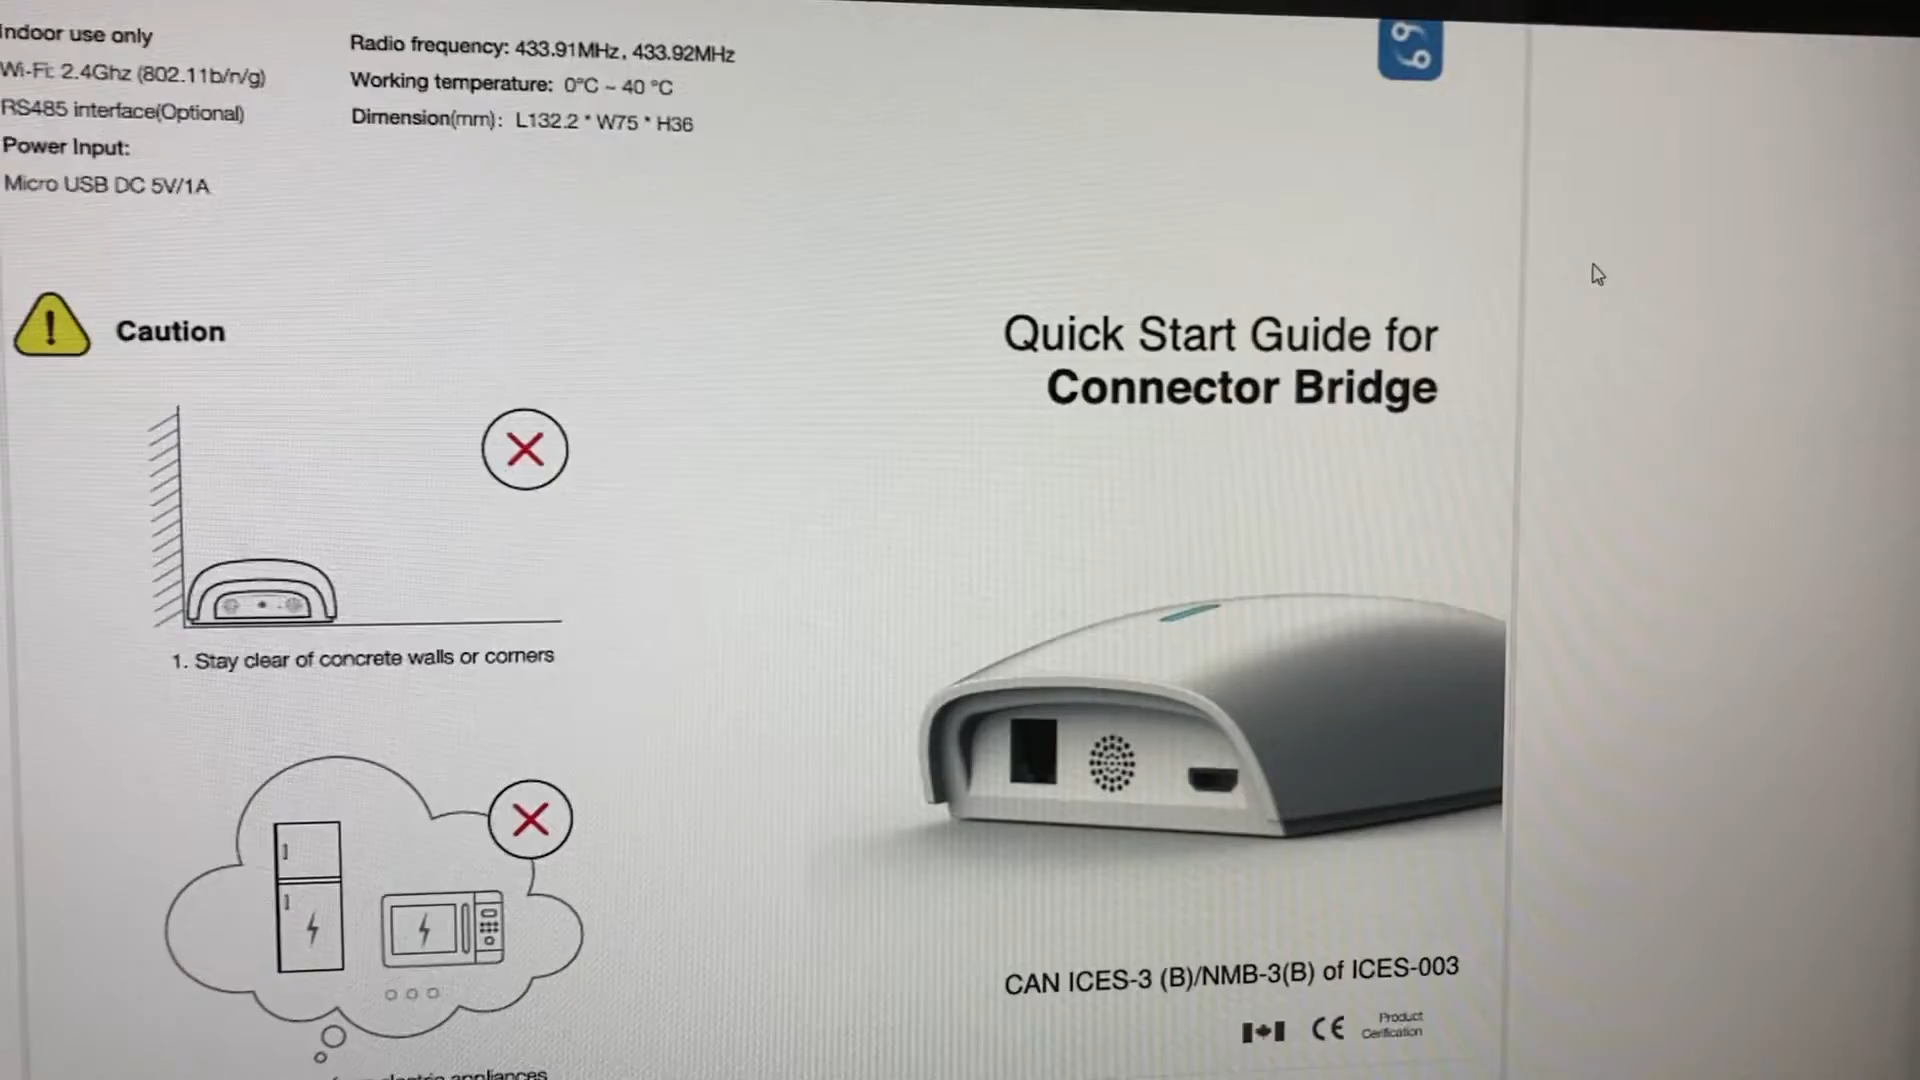 Indoor use only
Wi-Fi: 2.4Ghz (802.11b/n/g)
RS485 interface(Optional)
Power Input:
Micro USB DC 5V/1A
Radio frequency: 433.91MHz, 433.92MHz
Working temperature: 0°C ~ 40 °C
Dimension(mm): L132.2 * W75 * H36
Caution
1. Stay clear of concrete walls or corners
electric appliances
Quick Start Guide for
Connector Bridge
CAN ICES-3 (B)/NMB-3(B) of ICES-003
CE
Product
Cerification